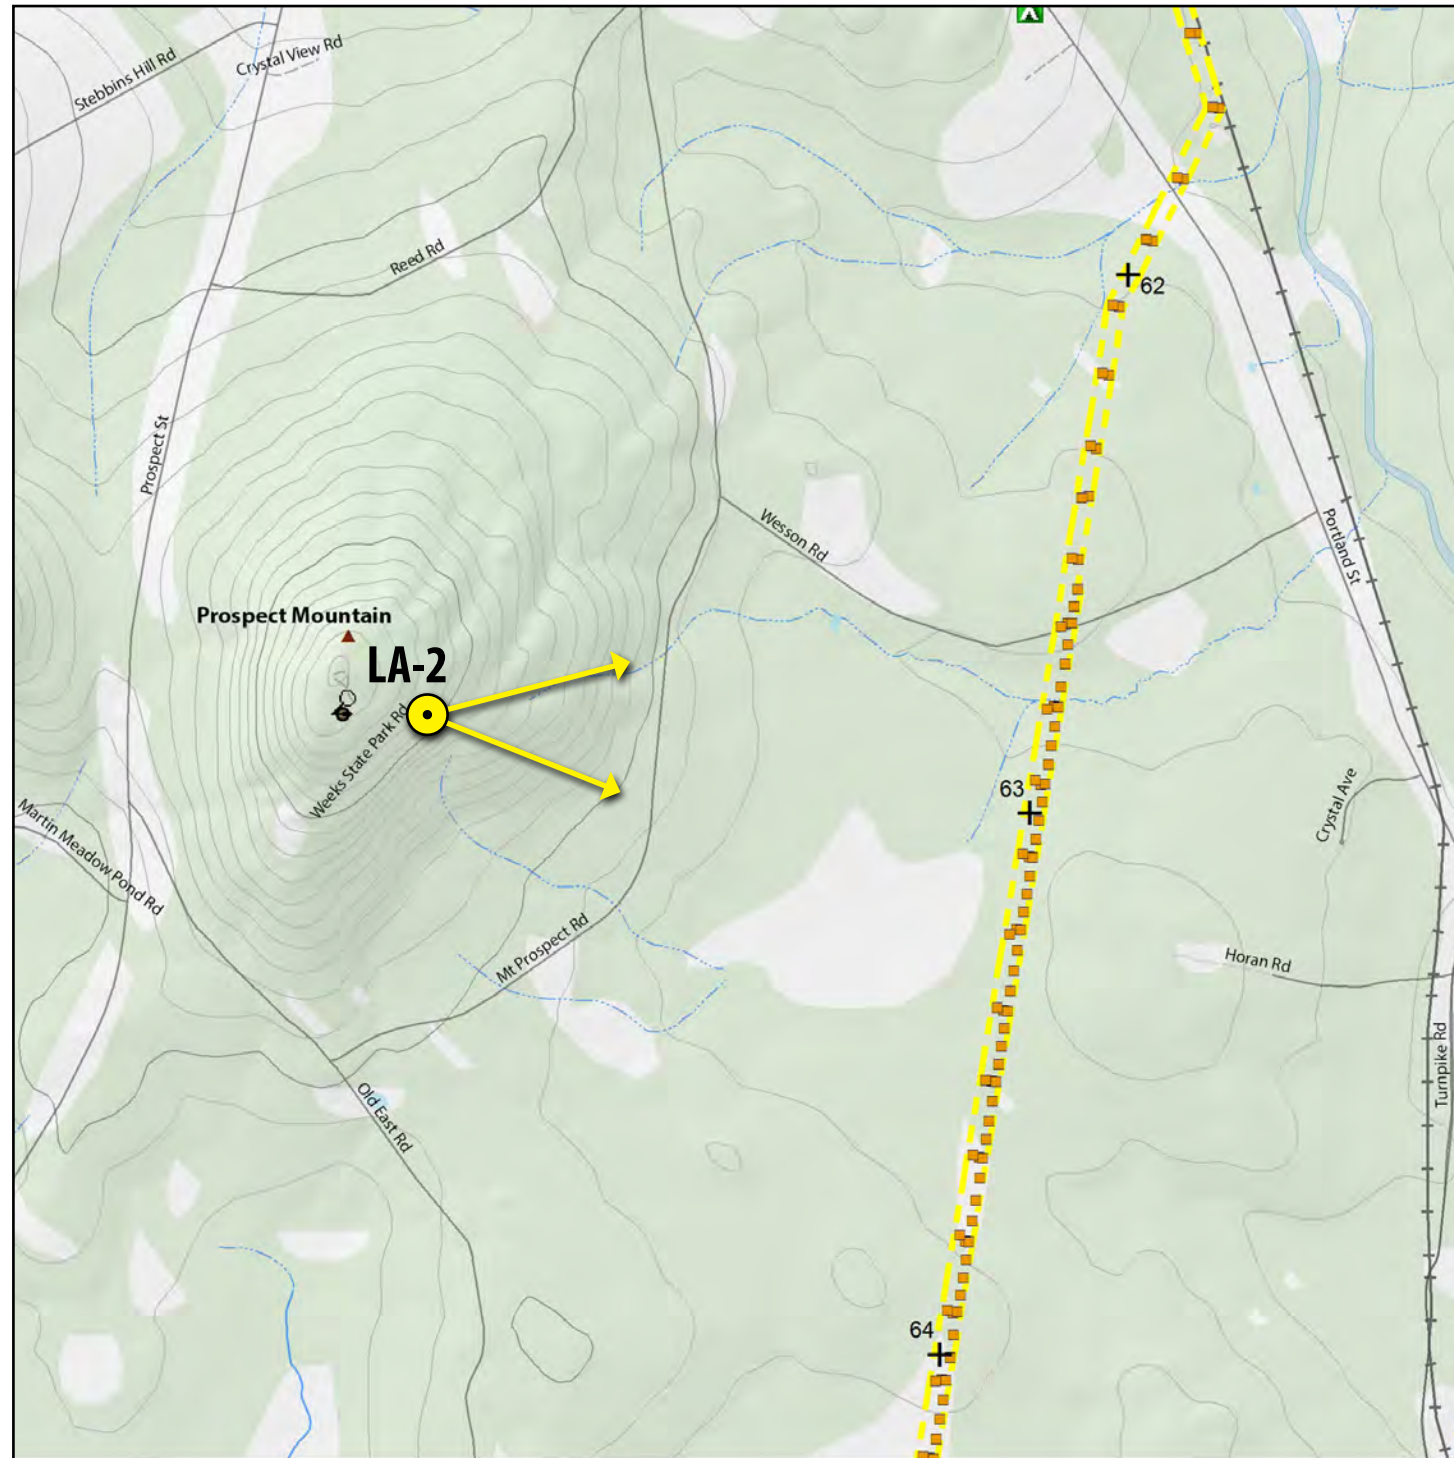 Stebbins Hill Rd
Crystal View Rd
Reed Rd
62
Prospect St
Wesson Rd
Portland St
Prospect Mountain
LA-2
Weeks State Park Rd
63
Crystal Ave
Martin Meadow Pond Rd
Mt Prospect Rd
Horan Rd
Turnpike Rd
Old East Rd
64